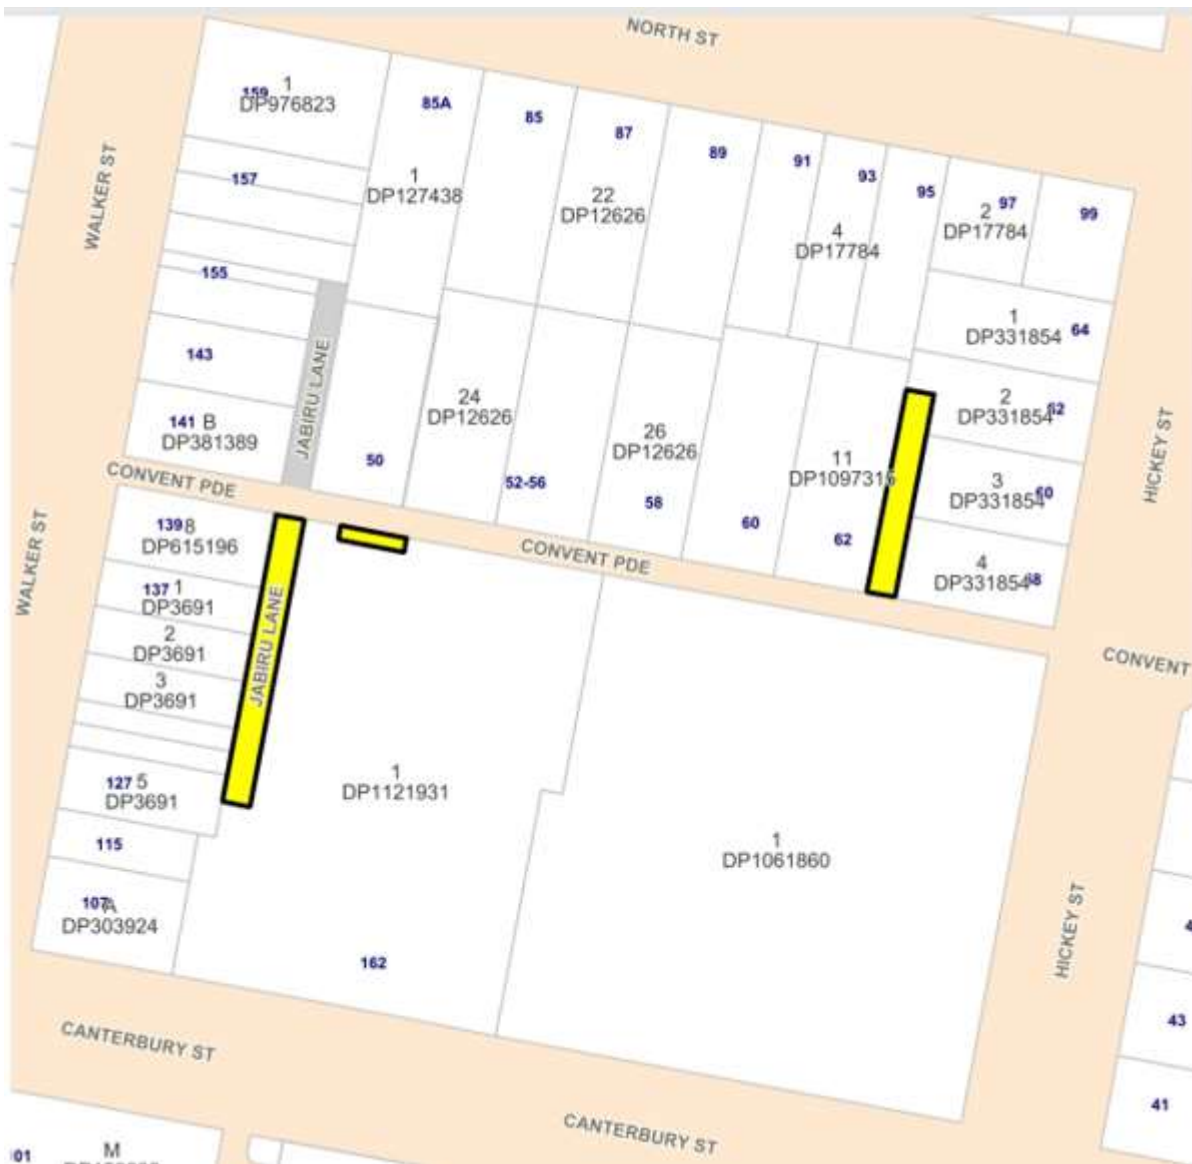 NORTH ST
WALKER ST
159
1
DP976823
85A
85
87
89
91
93
95
97
99
157
1
DP127438
22
DP12626
4
DP17784
2
DP17784
155
1
DP331854
64
143
JABIRU LANE
24
DP12626
2
DP331854
62
141 B
DP381389
26
DP12626
11
DP1097315
3
DP331854
60
HICKEY ST
50
52-56
58
60
62
4
DP331854
CONVENT PDE
WALKER ST
139 8
DP615196
CONVENT PDE
137 1
DP3691
2
DP3691
3
DP3691
JABIRU LANE
CONVENT
127 5
DP3691
1
DP1121931
115
1
DP1061860
107 A
DP303924
162
HICKEY ST
4
43
41
CANTERBURY ST
CANTERBURY ST
01
M